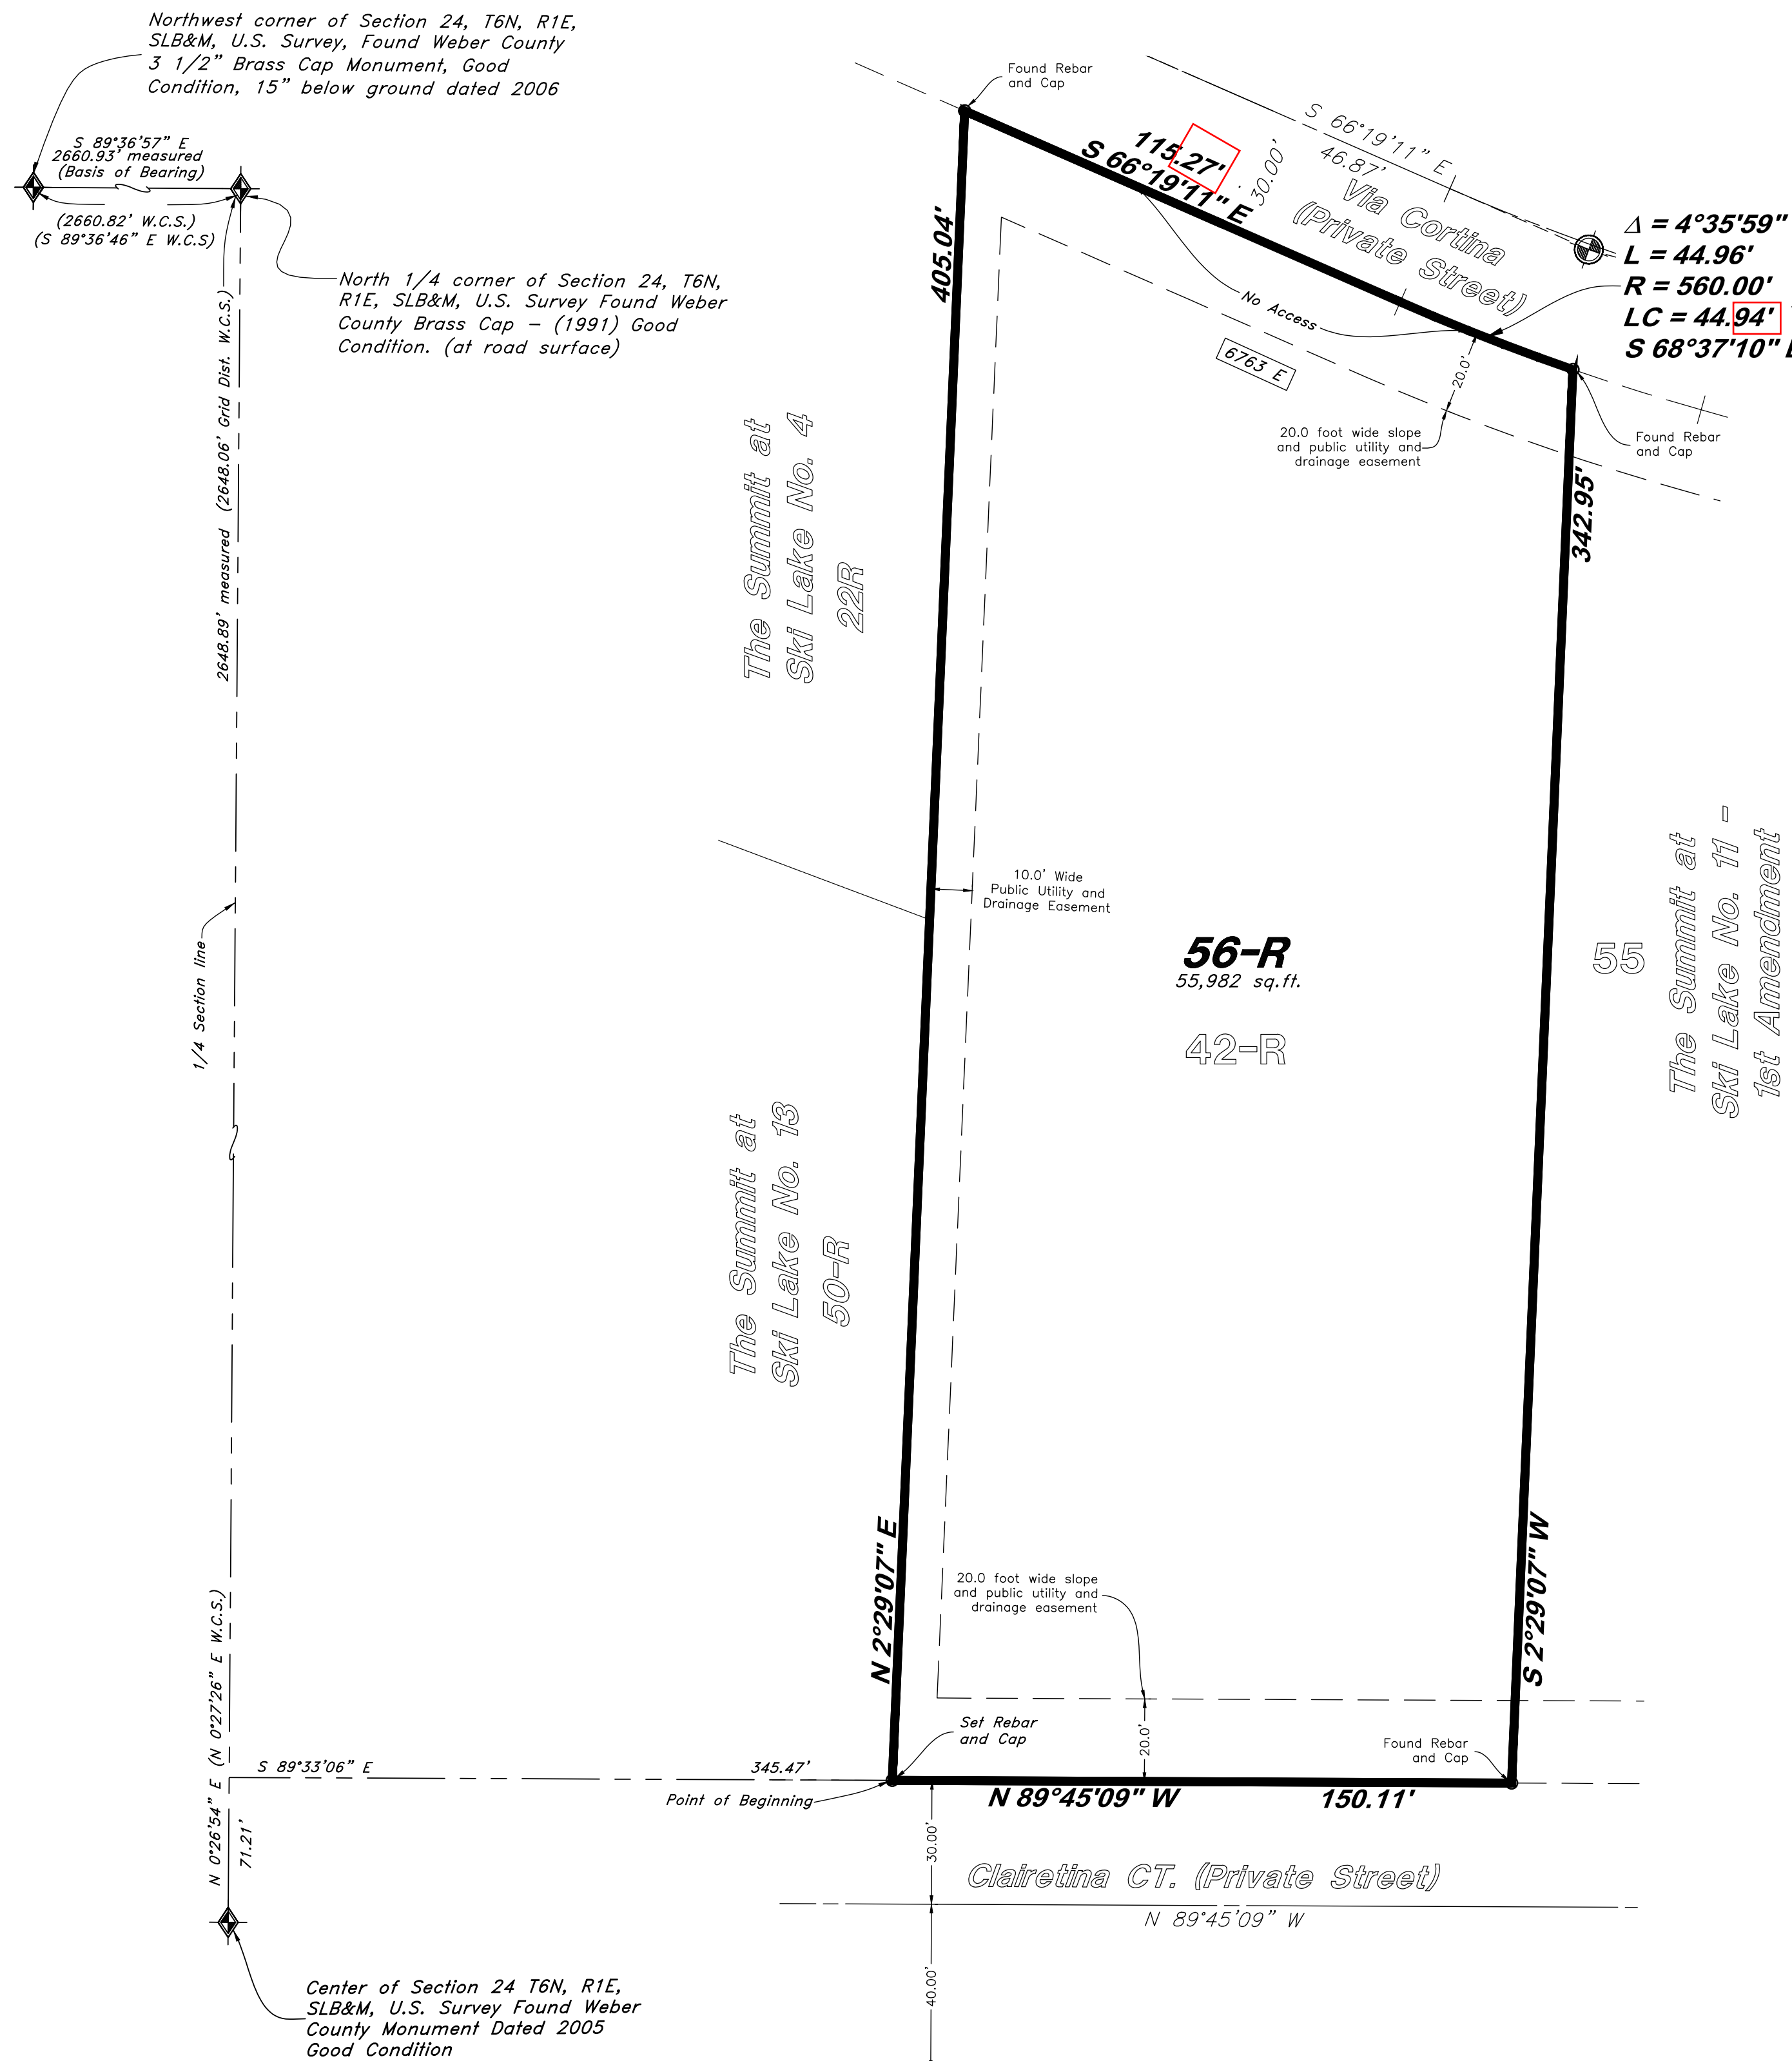 Northwest corner of Section 24, T6N, R1E,
SLB&M, U.S. Survey, Found Weber County
3 1/2" Brass Cap Monument, Good
Condition, 15" below ground dated 2006
S 89°36'57" E
2660.93' measured
(Basis of Bearing)
(2660.82' W.C.S.)
(S 89°36'46" E W.C.S)
North 1/4 corner of Section 24, T6N,
R1E, SLB&M, U.S. Survey Found Weber
County Brass Cap - (1991) Good
Condition. (at road surface)
2648.89' measured (2648.06' Grid Dist. W.C.S.)
1/4 Section line
N 0°26'54" E (N 0°27'26" E W.C.S.)
71.21'
Center of Section 24 T6N, R1E,
SLB&M, U.S. Survey Found Weber
County Monument Dated 2005
Good Condition
S 89°33'06" E
345.47'
Point of Beginning
Set Rebar
and Cap
Found Rebar
and Cap
115.27'
S 66°19'11" E
30.00'
S 66°19'11" E
46.87'
Via Cortina
(Private Street)
Δ = 4°35'59"
L = 44.96'
R = 560.00'
LC = 44.94'
S 68°37'10"
No Access
6763 E
20.0'
20.0 foot wide slope
and public utility and
drainage easement
Found Rebar
and Cap
405.04'
342.95'
The Summit at
Ski Lake No. 4
22R
10.0' Wide
Public Utility and
Drainage Easement
56-R
55,982 sq.ft.
42-R
55
The Summit at
Ski Lake No. 11 -
1st Amendment
The Summit at
Ski Lake No. 13
50-R
N 2°29'07" E
S 2°29'07" W
20.0 foot wide slope
and public utility and
drainage easement
20.0'
Found Rebar
and Cap
N 89°45'09" W
150.11'
30.00'
Clairetina CT. (Private Street)
N 89°45'09" W
40.00'